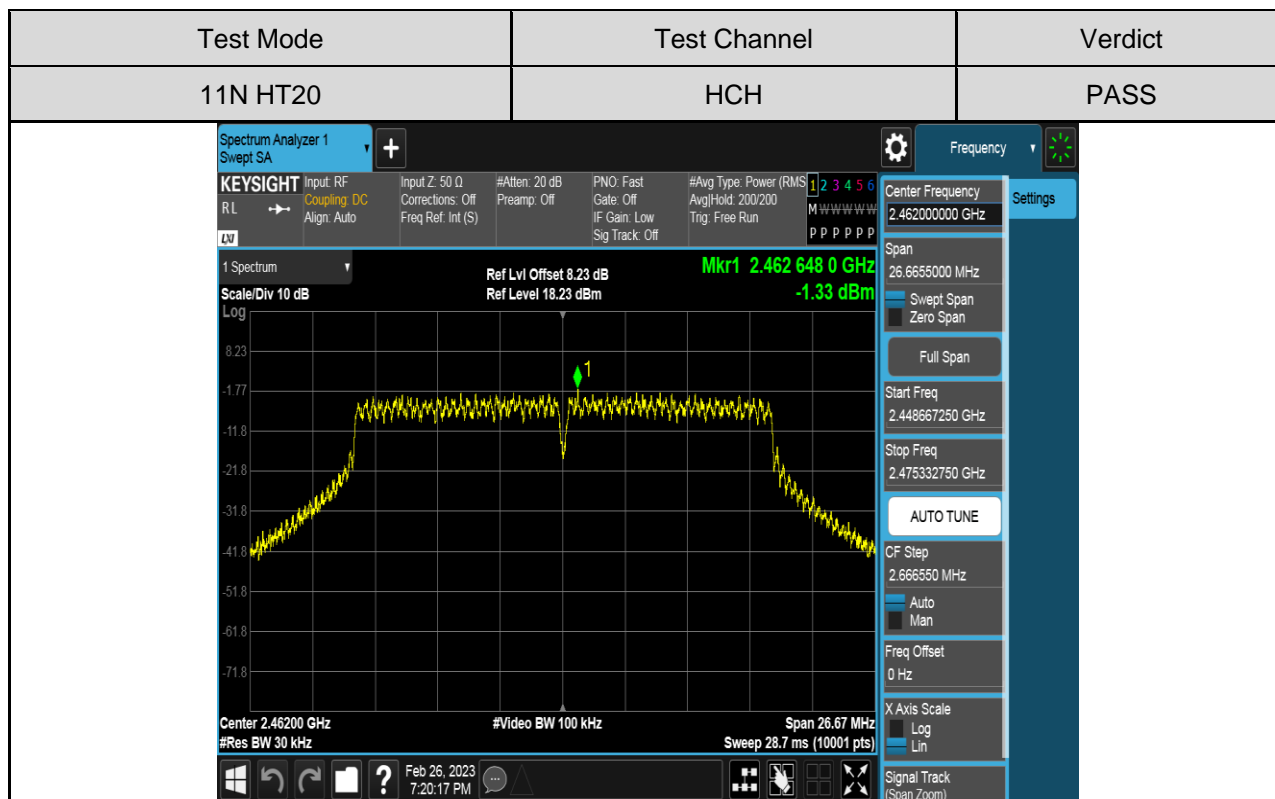 Test Mode Test Channel Verdict
11N HT20 HCH PASS
Spectrum Analyzer 1
Swept SA
Frequency
KEYSIGHT
RL
LXI
Input: RF
Coupling: DC
Align: Auto
Input Z: 50 Ω
Corrections: Off
Freq Ref: Int (S)
#Atten: 20 dB
Preamp: Off
PNO: Fast
Gate: Off
IF Gain: Low
Sig Track: Off
#Avg Type: Power (RMS
Avg|Hold: 200/200
Trig: Free Run
1 2 3 4 5 6
M W W W W W
P P P P P P
1 Spectrum
Scale/Div 10 dB
Ref Lvl Offset 8.23 dB
Ref Level 18.23 dBm
Mkr1 2.462 648 0 GHz
-1.33 dBm
Log
8.23
-1.77
-11.8
-21.8
-31.8
-41.8
-51.8
-61.8
-71.8
1
Center 2.46200 GHz
#Res BW 30 kHz
#Video BW 100 kHz
Span 26.67 MHz
Sweep 28.7 ms (10001 pts)
Center Frequency
2.462000000 GHz
Settings
Span
26.6655000 MHz
Swept Span
Zero Span
Full Span
Start Freq
2.448667250 GHz
Stop Freq
2.475332750 GHz
AUTO TUNE
CF Step
2.666550 MHz
Auto
Man
Freq Offset
0 Hz
X Axis Scale
Log
Lin
Signal Track
(Span Zoom)
Feb 26, 2023
7:20:17 PM